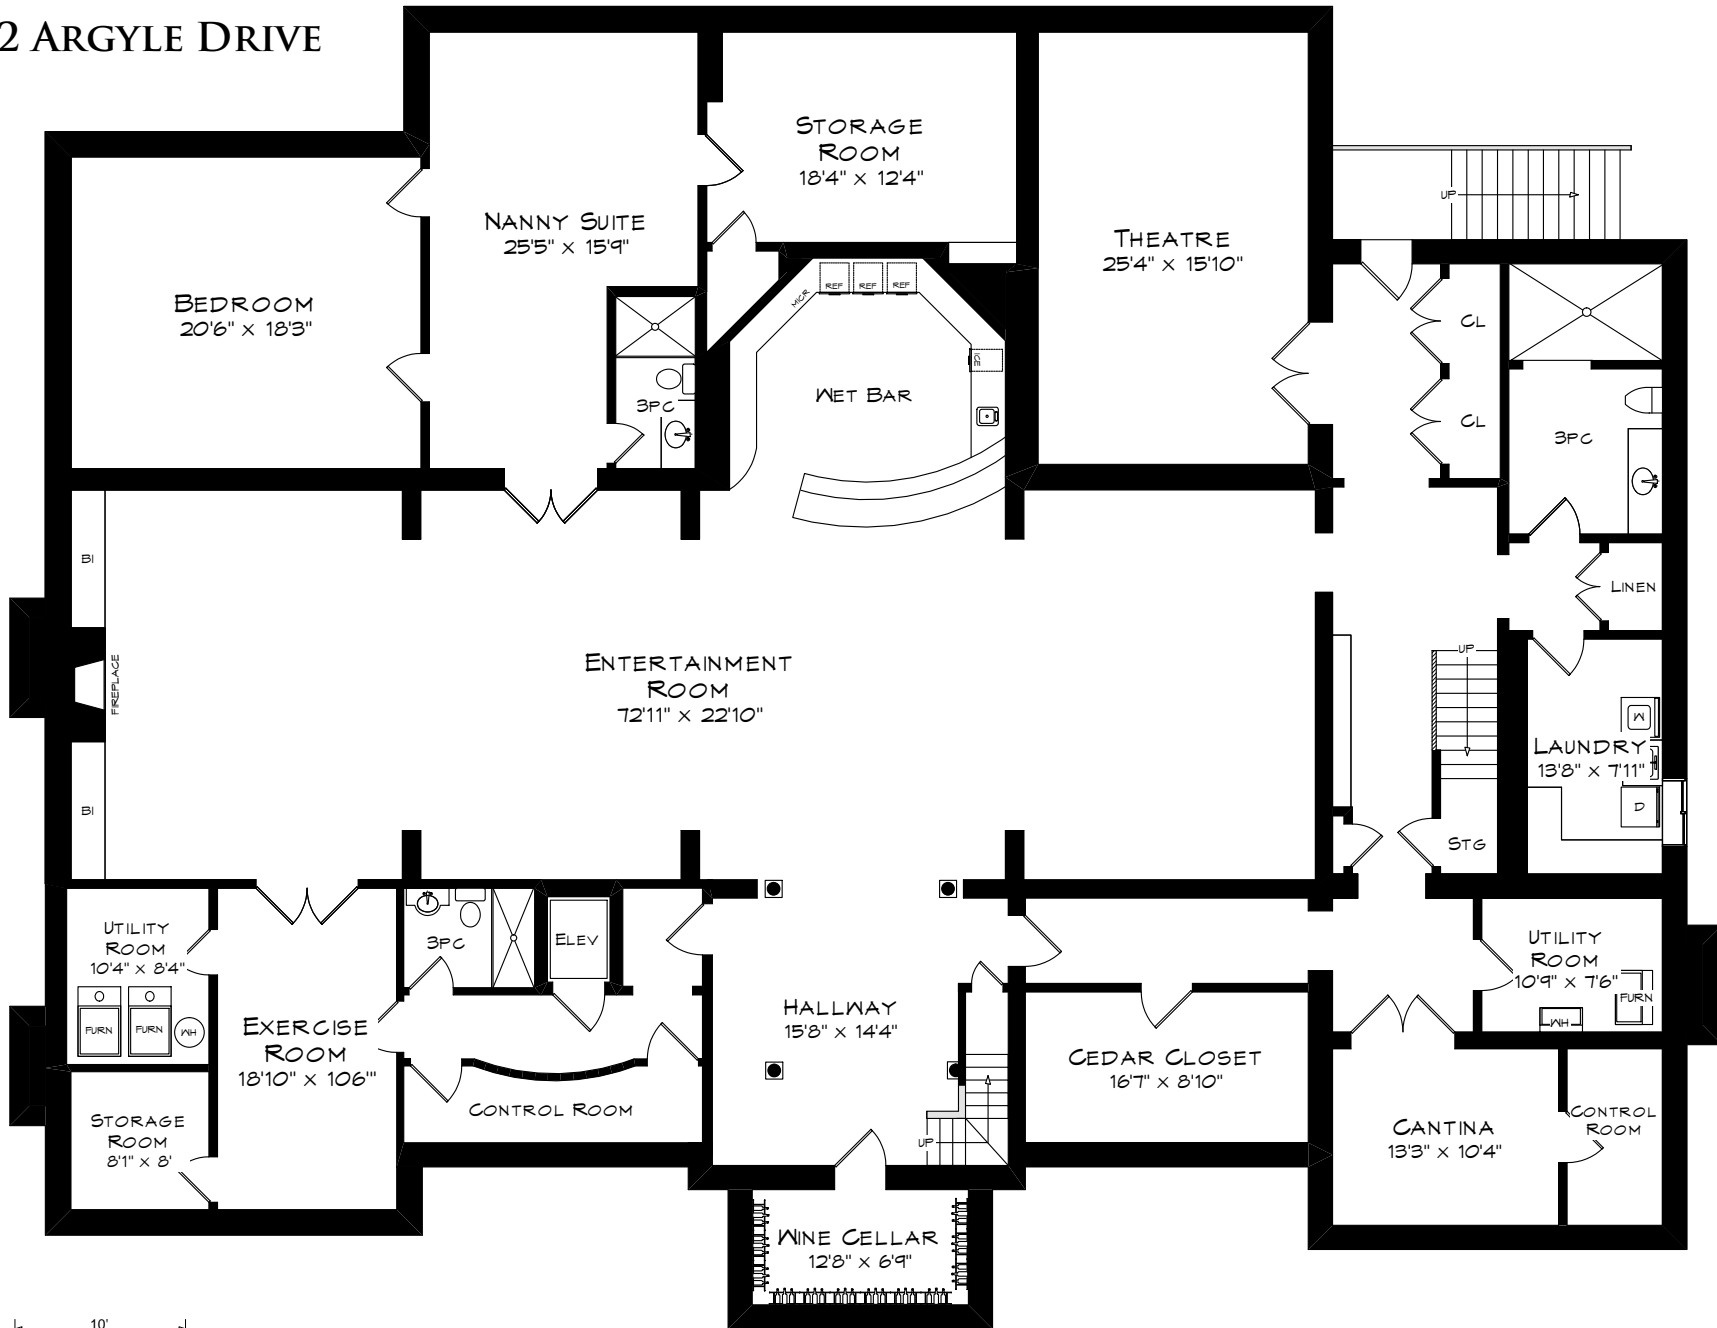 2 ARGYLE DRIVE
STORAGE
ROOM
18'4" x 12'4"
NANNY SUITE
25'5" x 15'9"
THEATRE
25'4" x 15'10"
UP
BEDROOM
20'6" x 18'3"
MICR
REF
REF
REF
ICE
CL
CL
WET BAR
3PC
3PC
BI
LINEN
FIREPLACE
ENTERTAINMENT
ROOM
72'11" x 22'10"
UP
W
LAUNDRY
13'8" x 7'11"
D
BI
STG
UTILITY
ROOM
10'4" x 8'4"
FURN
FURN
WH
3PC
ELEV
UTILITY
ROOM
10'9" x 7'6"
FURN
WH
EXERCISE
ROOM
18'10" x 106'"
HALLWAY
15'8" x 14'4"
CEDAR CLOSET
16'7" x 8'10"
STORAGE
ROOM
8'1" x 8'
CONTROL ROOM
UP
CANTINA
13'3" x 10'4"
CONTROL
ROOM
WINE CELLAR
12'8" x 6'9"
10'